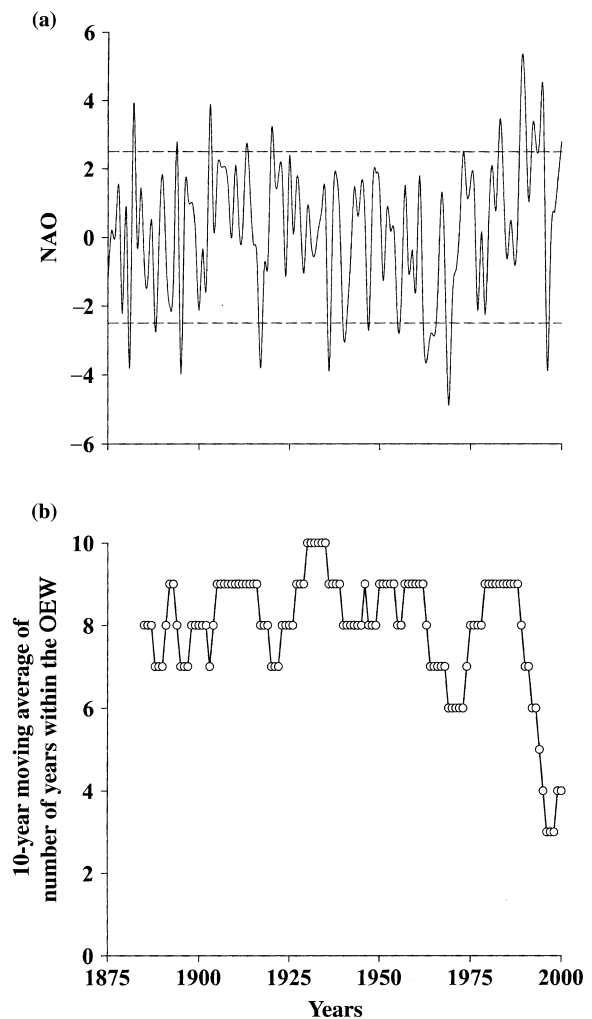 (a)
6
4
2
0
−2
−4
−6
NAO
(b)
10
8
6
4
2
0
10-year moving average of
number of years within the OEW
1875 1900 1925 1950 1975 2000
Years